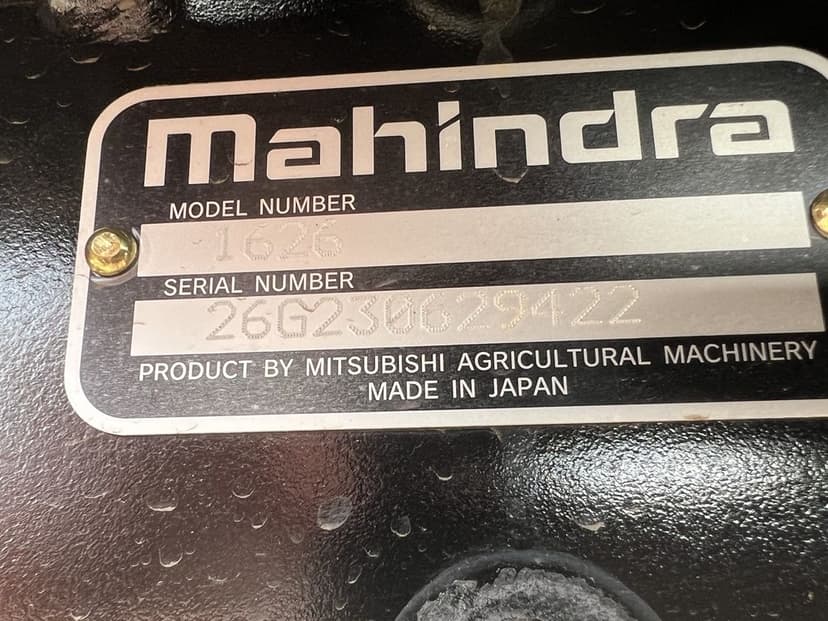 mahindra
MODEL NUMBER
1626
SERIAL NUMBER
26G230629422
PRODUCT BY MITSUBISHI AGRICULTURAL MACHINERY
MADE IN JAPAN